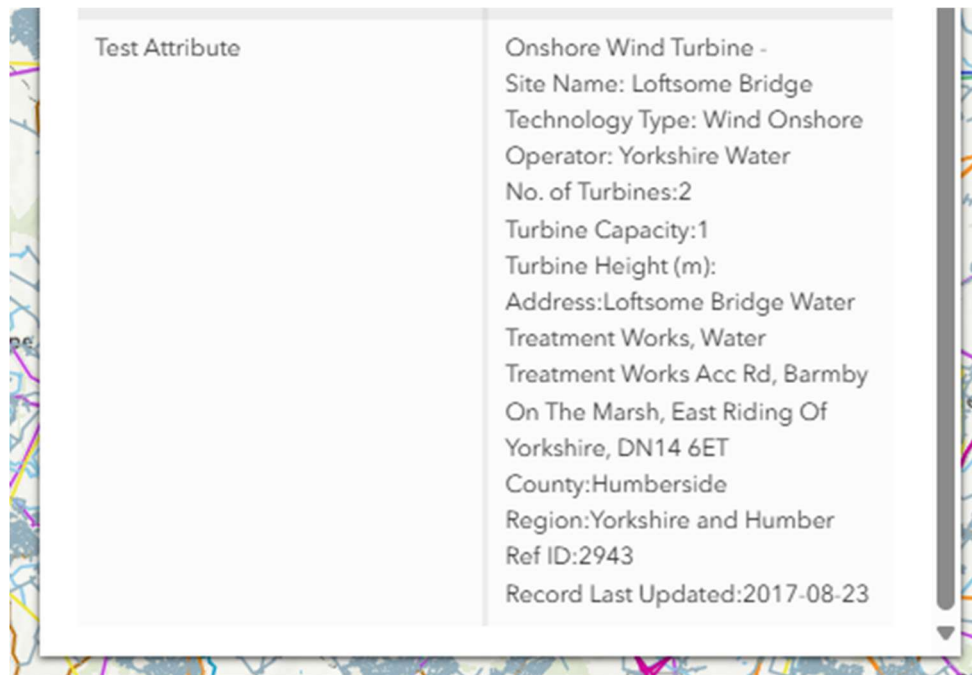 Test Attribute
Onshore Wind Turbine -
Site Name: Loftsome Bridge
Technology Type: Wind Onshore
Operator: Yorkshire Water
No. of Turbines:2
Turbine Capacity:1
Turbine Height (m):
Address:Loftsome Bridge Water
Treatment Works, Water
Treatment Works Acc Rd, Barmby
On The Marsh, East Riding Of
Yorkshire, DN14 6ET
County:Humberside
Region:Yorkshire and Humber
Ref ID:2943
Record Last Updated:2017-08-23